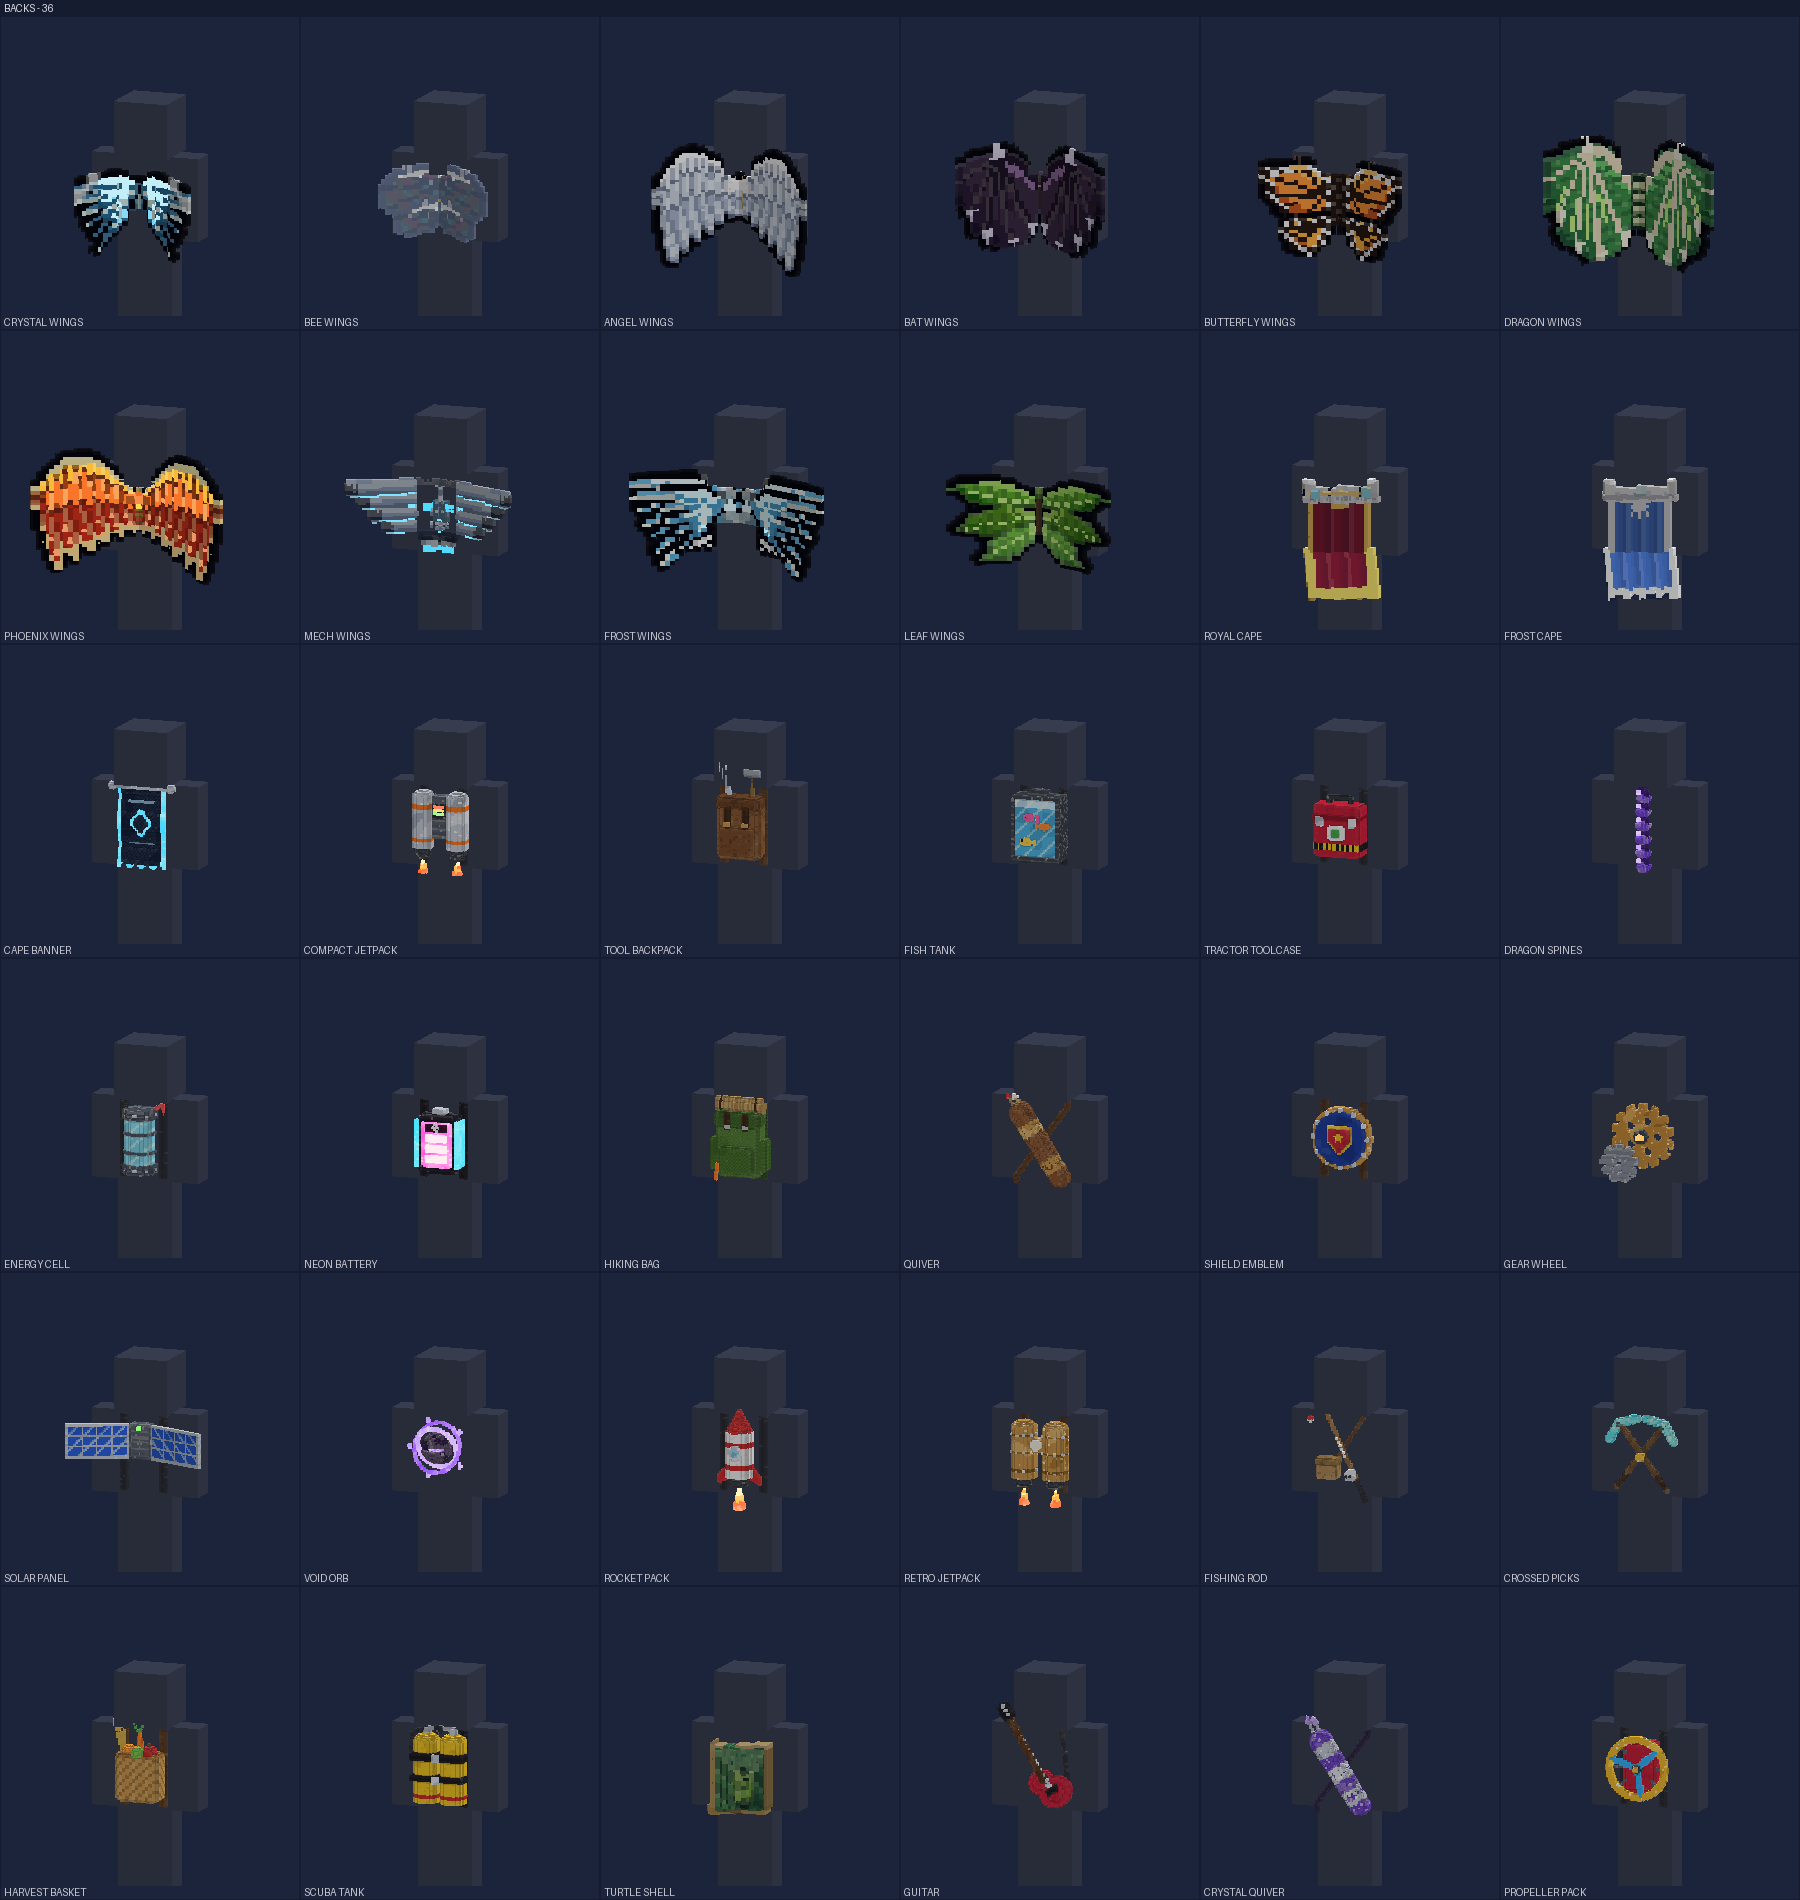 BACKS - 36
CRYSTAL WINGS
BEE WINGS
ANGEL WINGS
BAT WINGS
BUTTERFLY WINGS
DRAGON WINGS
PHOENIX WINGS
MECH WINGS
FROST WINGS
LEAF WINGS
ROYAL CAPE
FROST CAPE
CAPE BANNER
COMPACT JETPACK
TOOL BACKPACK
FISH TANK
TRACTOR TOOLCASE
DRAGON SPINES
ENERGY CELL
NEON BATTERY
HIKING BAG
QUIVER
SHIELD EMBLEM
GEAR WHEEL
SOLAR PANEL
VOID ORB
ROCKET PACK
RETRO JETPACK
FISHING ROD
CROSSED PICKS
HARVEST BASKET
SCUBA TANK
TURTLE SHELL
GUITAR
CRYSTAL QUIVER
PROPELLER PACK